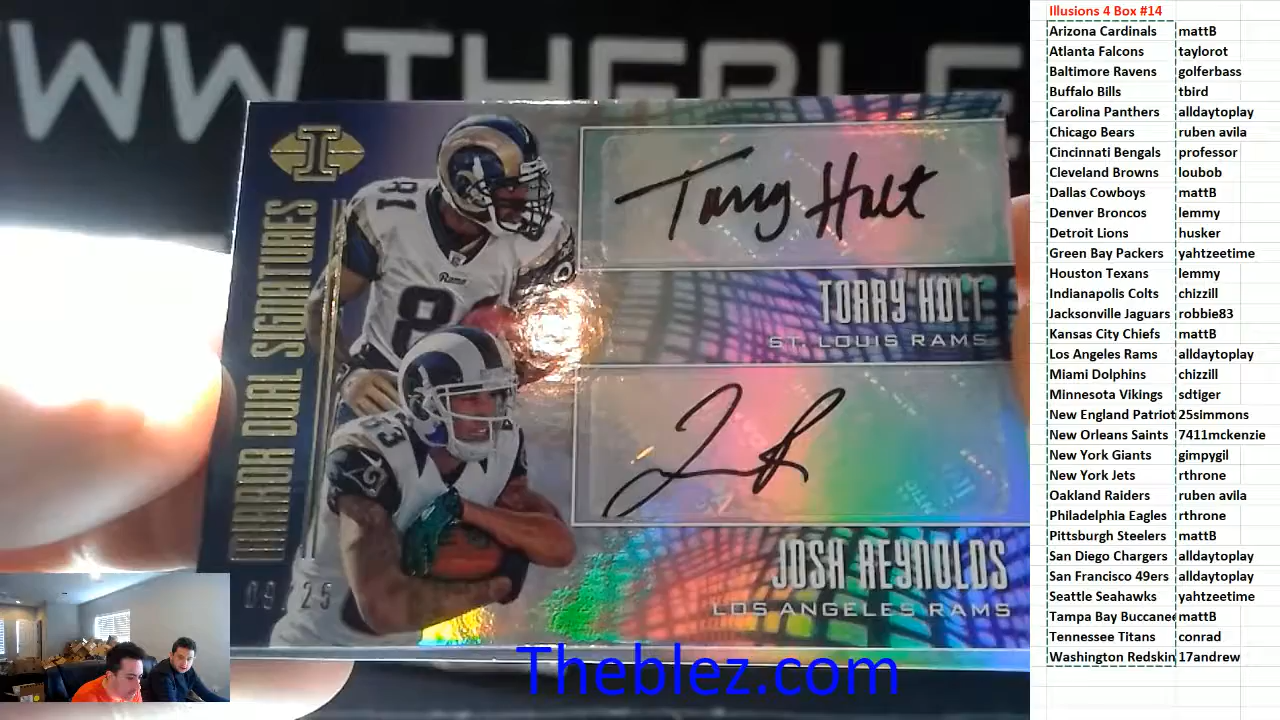 WWW THEBLE
I
MIRROR DUAL SIGNATURES
81
81
Rams
83
09/25
Torry Holt
TORRY HOLT
ST. LOUIS RAMS
JOSH REYNOLDS
LOS ANGELES RAMS
Theblez.com
Illusions 4 Box #14
Arizona Cardinals mattB
Atlanta Falcons taylorot
Baltimore Ravens golferbass
Buffalo Bills tbird
Carolina Panthers alldaytoplay
Chicago Bears ruben avila
Cincinnati Bengals professor
Cleveland Browns loubob
Dallas Cowboys mattB
Denver Broncos lemmy
Detroit Lions husker
Green Bay Packers yahtzeetime
Houston Texans lemmy
Indianapolis Colts chizzill
Jacksonville Jaguars robbie83
Kansas City Chiefs mattB
Los Angeles Rams alldaytoplay
Miami Dolphins chizzill
Minnesota Vikings sdtiger
New England Patriot 25simmons
New Orleans Saints 7411mckenzie
New York Giants gimpygil
New York Jets rthrone
Oakland Raiders ruben avila
Philadelphia Eagles rthrone
Pittsburgh Steelers mattB
San Diego Chargers alldaytoplay
San Francisco 49ers alldaytoplay
Seattle Seahawks yahtzeetime
Tampa Bay Buccanee mattB
Tennessee Titans conrad
Washington Redskin 17andrew